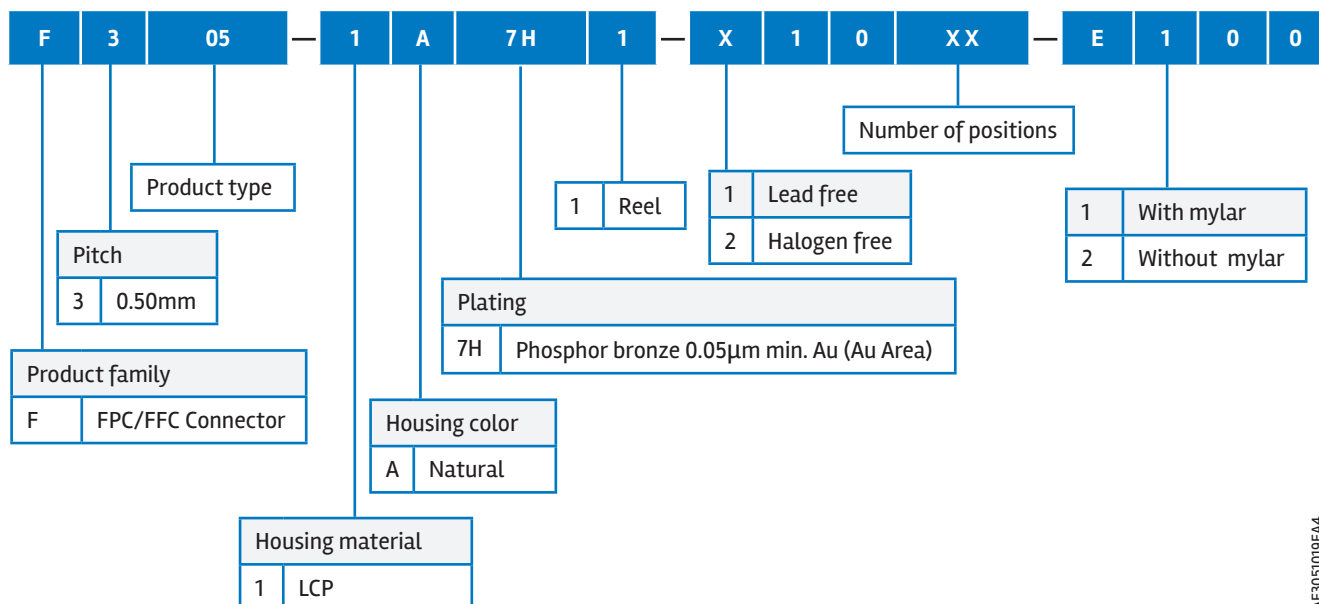 F 3 05 — 1 A 7H 1 — X 1 0 XX — E 1 0 0
Number of positions
Product type
1 Reel
1 Lead free
2 Halogen free
1 With mylar
2 Without mylar
Pitch
3 0.50mm
Plating
7H Phosphor bronze 0.05µm min. Au (Au Area)
Product family
F FPC/FFC Connector
Housing color
A Natural
Housing material
1 LCP